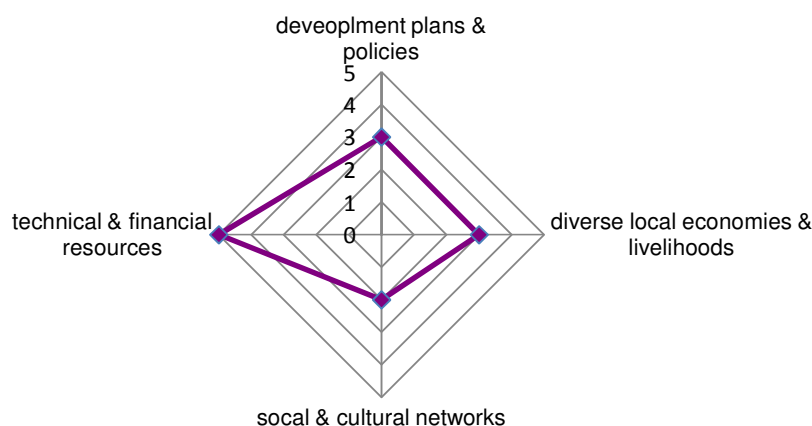 deveoplment plans &
policies
5
4
3
2
1
0
technical & financial
resources
diverse local economies &
livelihoods
socal & cultural networks